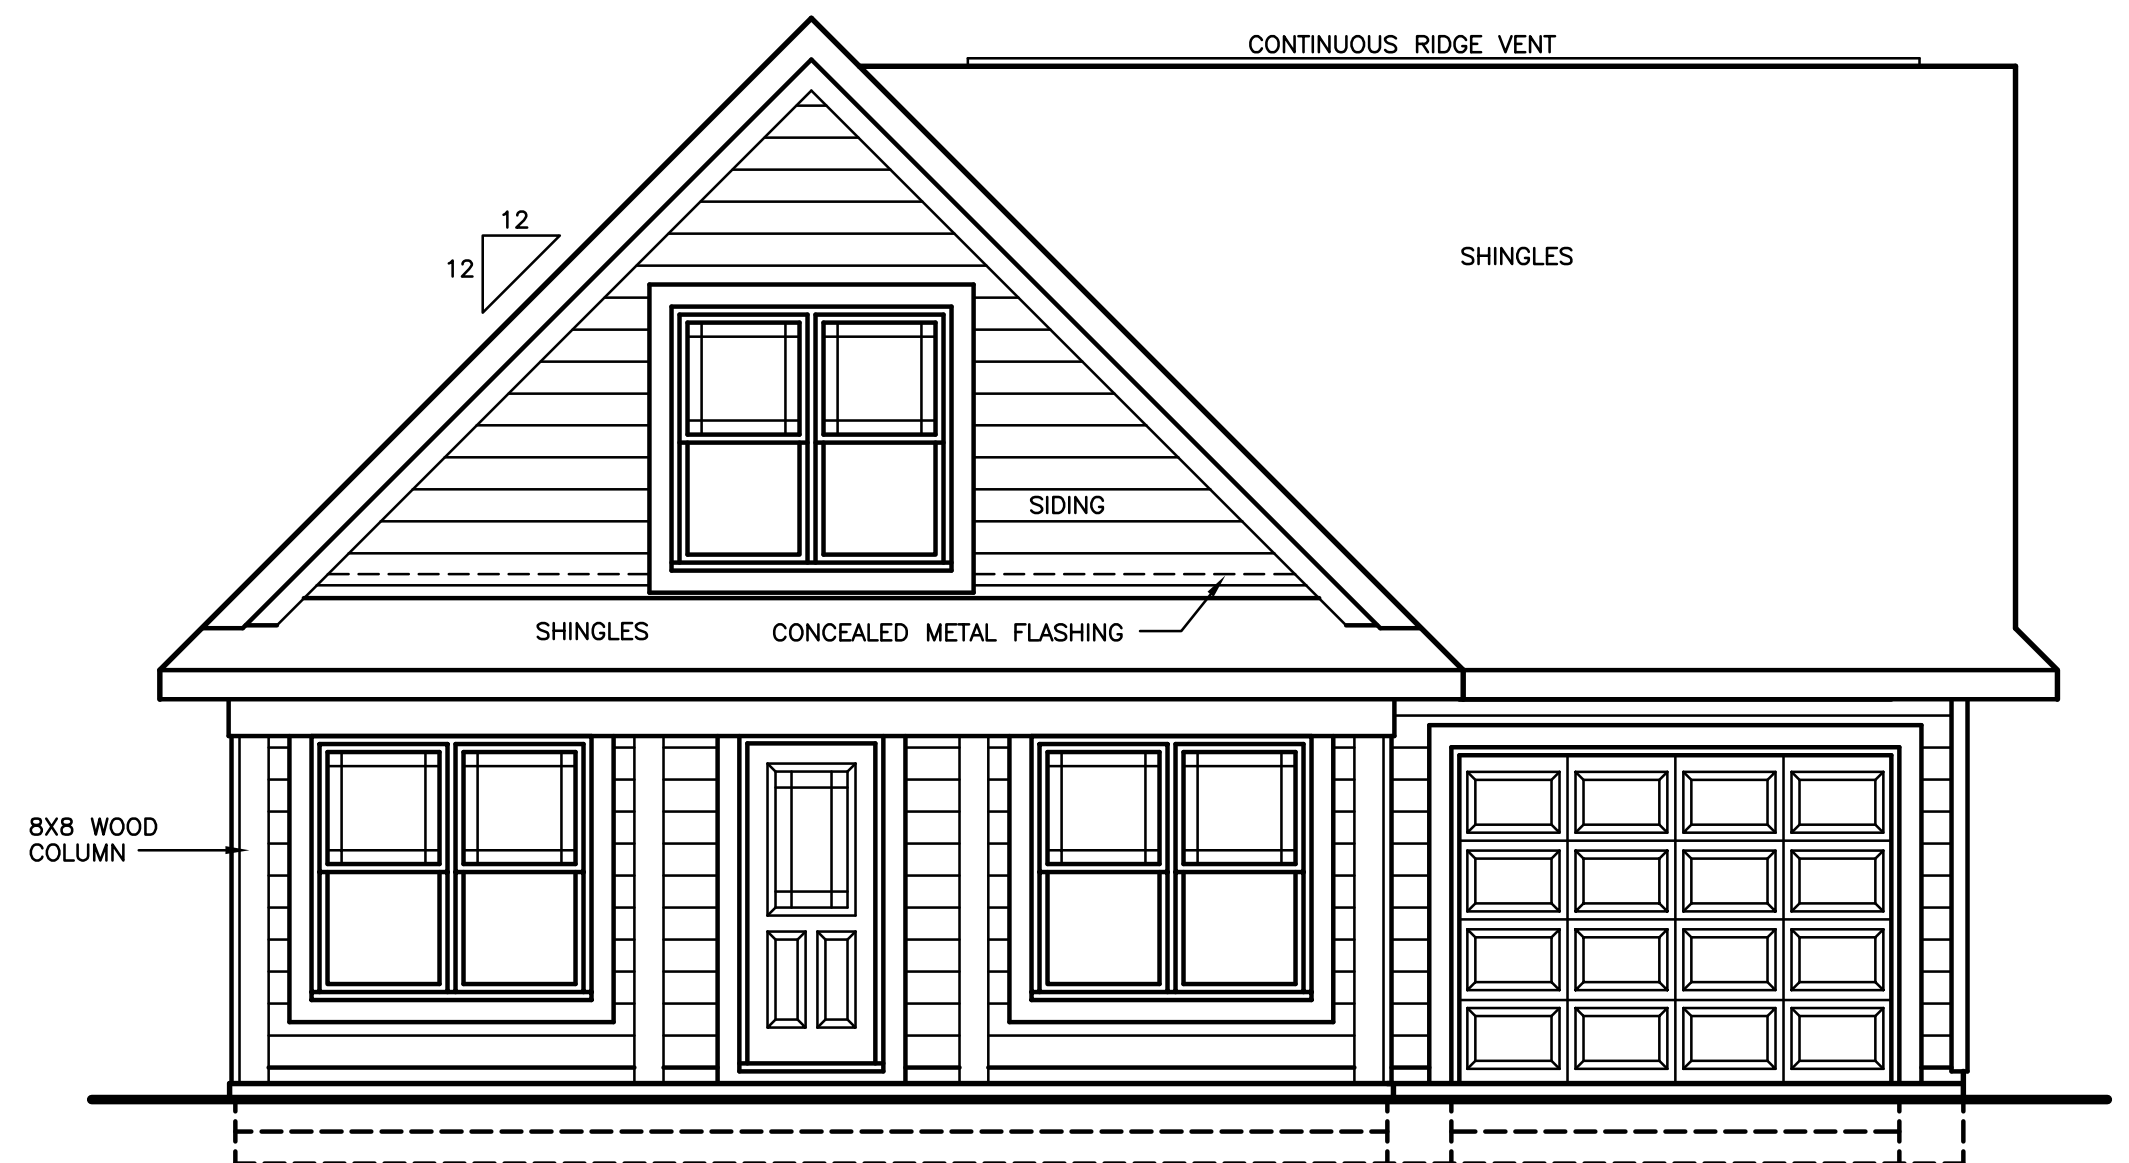 CONTINUOUS RIDGE VENT
12
12
SHINGLES
SIDING
SHINGLES
CONCEALED METAL FLASHING
8X8 WOOD
COLUMN